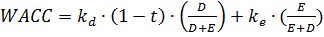 WACC = k_d · (1 − t) · (D/(D+E)) + k_e · (E/(E+D))